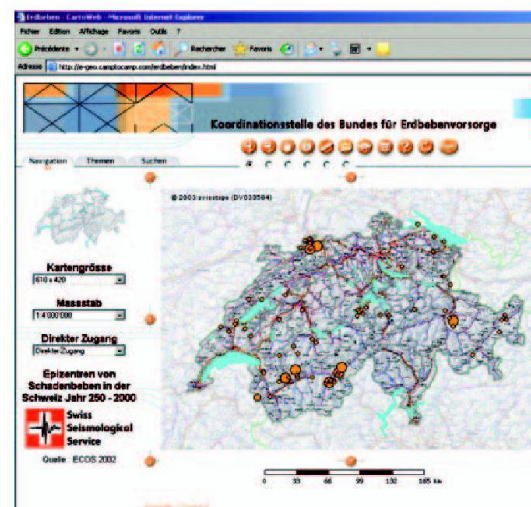 Erdbeben - CartoWeb - Microsoft Internet Explorer
Fichier Edition Affichage Favoris Outils ?
Précédente Rechercher Favoris
Adresse http://e-geo.camptocamp.com/erdbeben/index.html
Koordinationsstelle des Bundes für Erdbebenvorsorge
Navigation Themen Suchen
© 2003 swisstopo (DV033504)
Kartengrösse
610 x 420
Massstab
1:4'000'000
Direkter Zugang
Direkter Zugang
Epizentren von
Schadenbeben in der
Schweiz Jahr 250 - 2000
Swiss
Seismological
Service
Quelle ECOS 2002
0 33 66 99 132 165 km